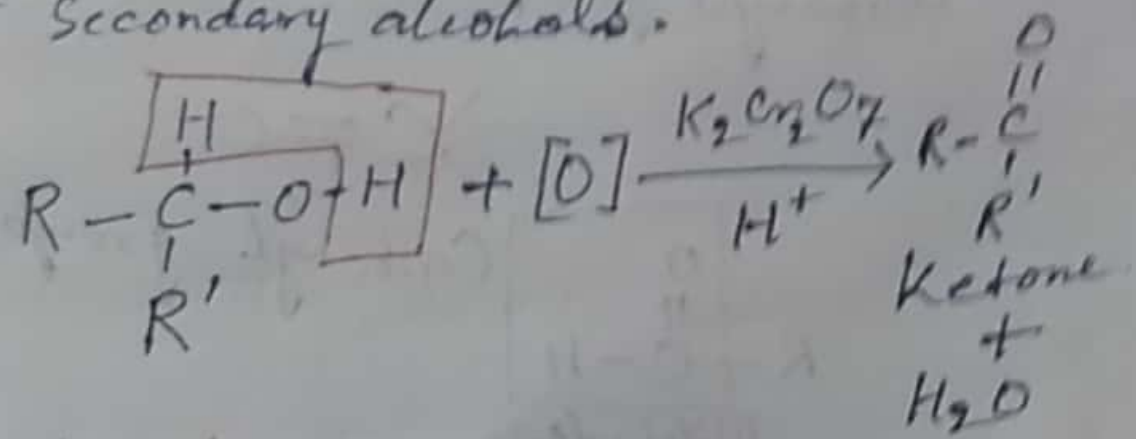 Secondary alcohols.
O
||
H K₂Cr₂O₇ R-C
R-C-O-H + [O] → R'
R' H⁺ Ketone
+
H₂O